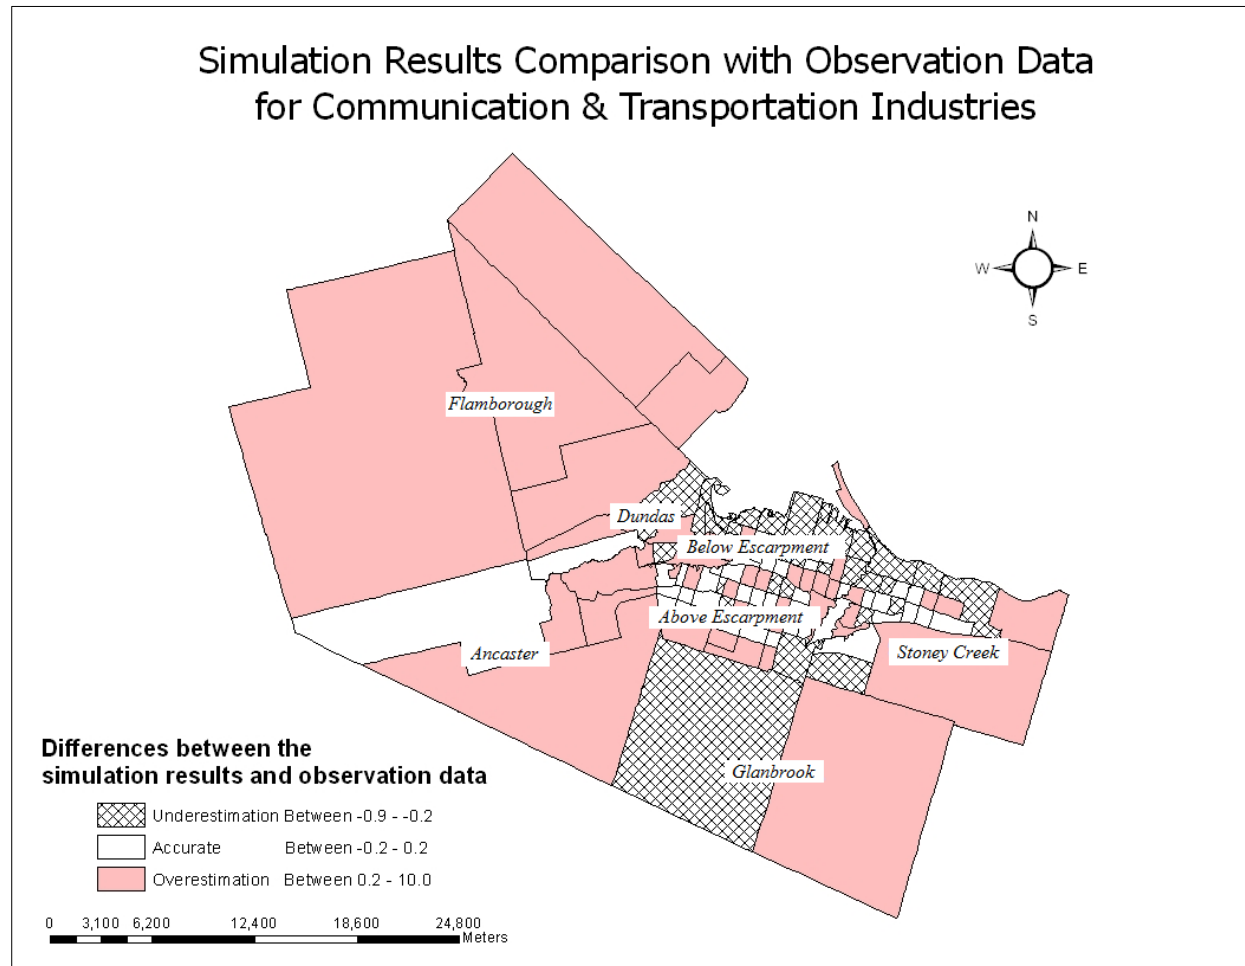 Simulation Results Comparison with Observation Data
for Communication & Transportation Industries
N
W E
S
Flamborough
Dundas
Below Escarpment
Above Escarpment
Ancaster
Stoney Creek
Glanbrook
Differences between the
simulation results and observation data
Underestimation Between -0.9 - -0.2
Accurate Between -0.2 - 0.2
Overestimation Between 0.2 - 10.0
0 3,100 6,200 12,400 18,600 24,800
Meters